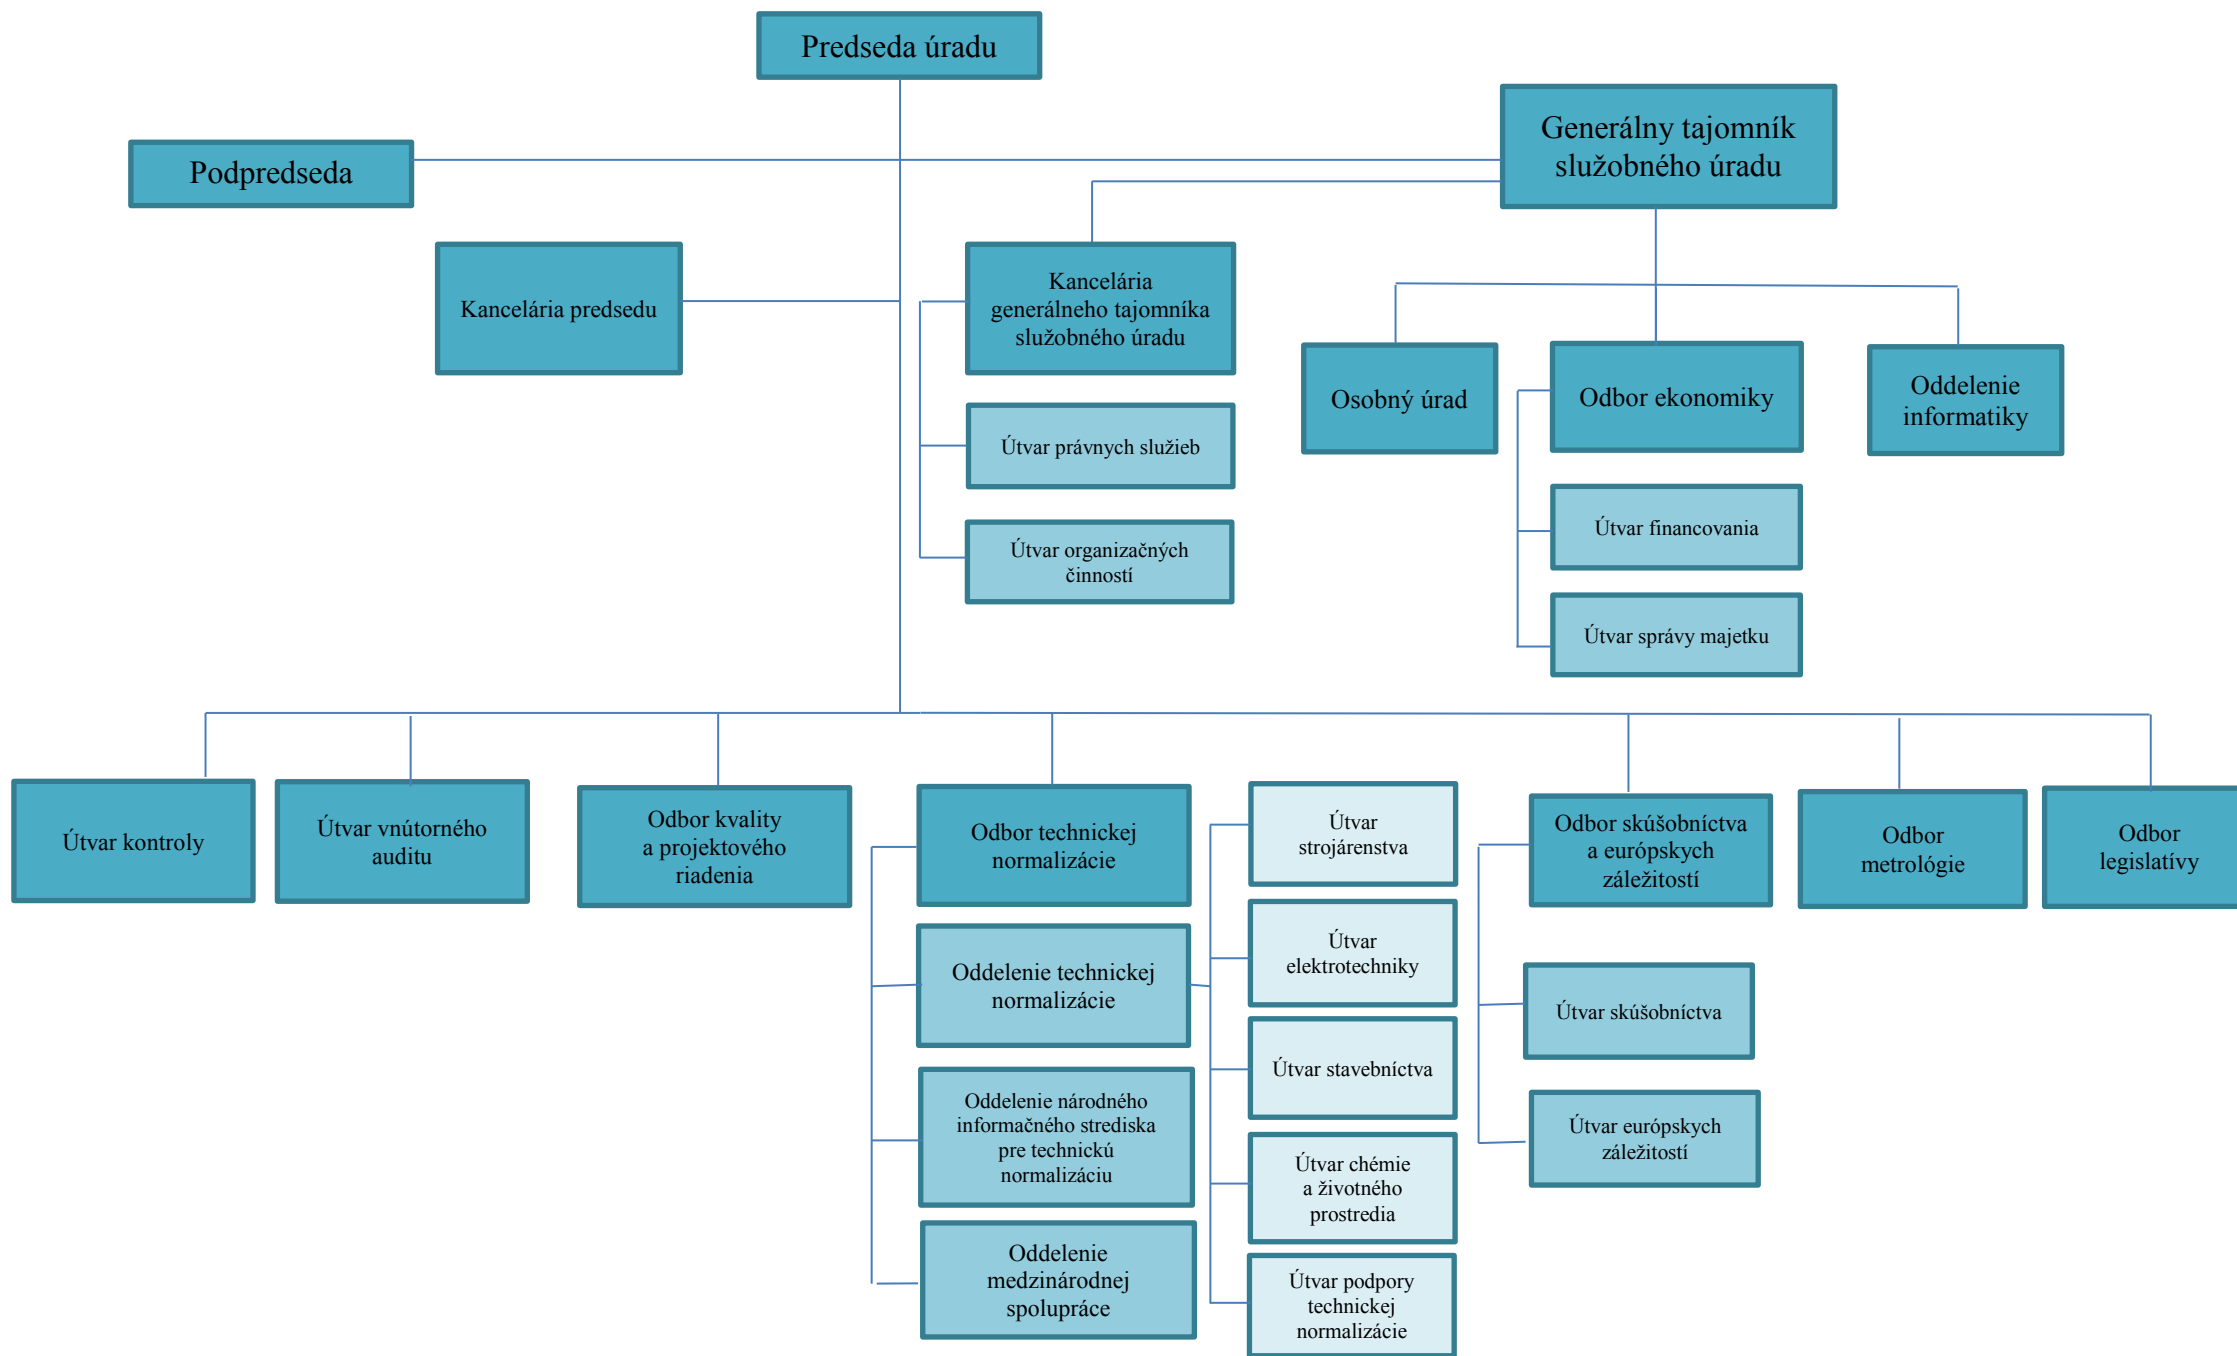 Predseda úradu
Generálny tajomník
služobného úradu
Podpredseda
Kancelária predsedu
Kancelária
generálneho tajomníka
služobného úradu
Osobný úrad
Odbor ekonomiky
Oddelenie
informatiky
Útvar právnych služieb
Útvar organizačných
činností
Útvar financovania
Útvar správy majetku
Útvar kontroly
Útvar vnútorného
auditu
Odbor kvality
a projektového
riadenia
Odbor technickej
normalizácie
Oddelenie technickej
normalizácie
Oddelenie národného
informačného strediska
pre technickú
normalizáciu
Oddelenie
medzinárodnej
spolupráce
Útvar
strojárenstva
Útvar
elektrotechniky
Útvar stavebníctva
Útvar chémie
a životného
prostredia
Útvar podpory
technickej
normalizácie
Odbor skúšobníctva
a európskych
záležitostí
Útvar skúšobníctva
Útvar európskych
záležitostí
Odbor
metrológie
Odbor
legislatívy